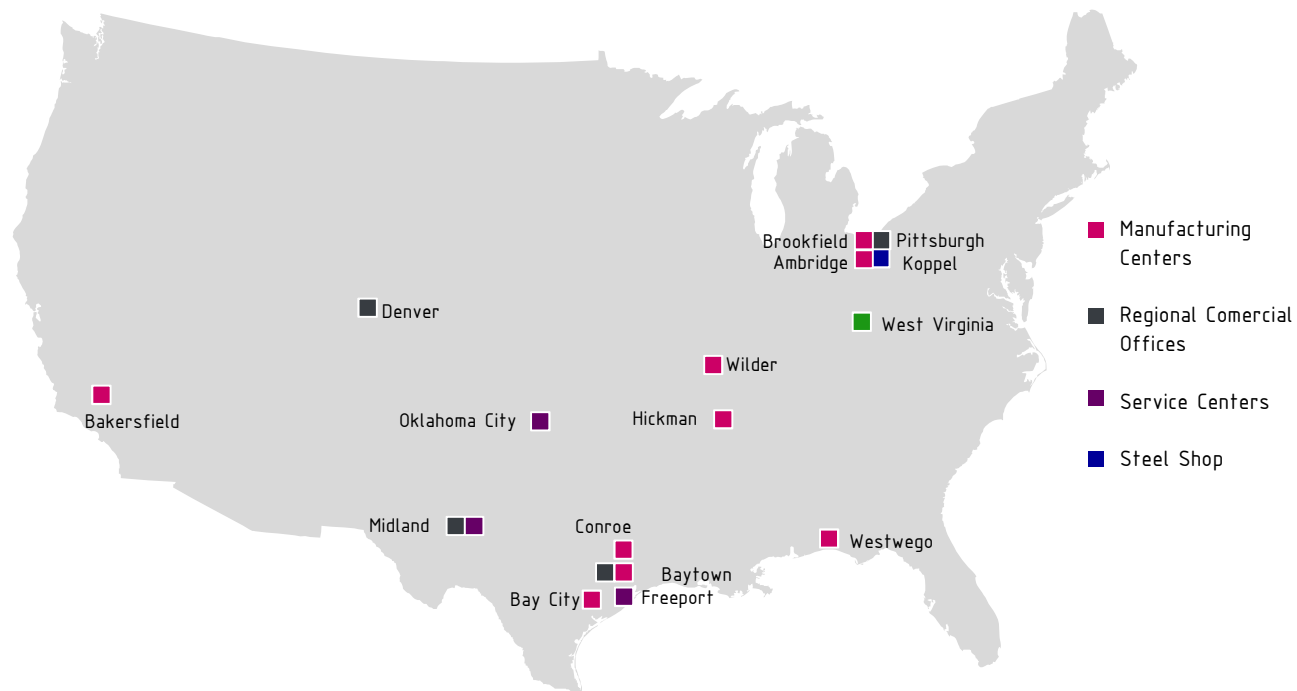 Brookfield
Pittsburgh
Ambridge
Koppel
Denver
West Virginia
Wilder
Bakersfield
Oklahoma City
Hickman
Midland
Conroe
Westwego
Baytown
Bay City
Freeport
Manufacturing
Centers
Regional Comercial
Offices
Service Centers
Steel Shop